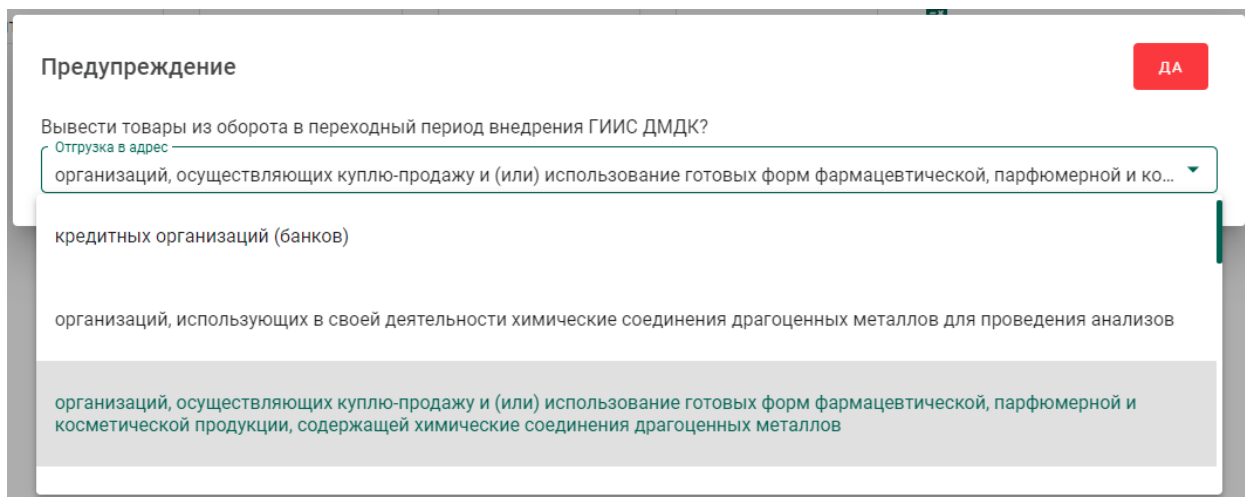 Предупреждение
ДА
Вывести товары из оборота в переходный период внедрения ГИИС ДМДК?
Отгрузка в адрес
организаций, осуществляющих куплю-продажу и (или) использование готовых форм фармацевтической, парфюмерной и ко...
кредитных организаций (банков)
организаций, использующих в своей деятельности химические соединения драгоценных металлов для проведения анализов
организаций, осуществляющих куплю-продажу и (или) использование готовых форм фармацевтической, парфюмерной и
косметической продукции, содержащей химические соединения драгоценных металлов